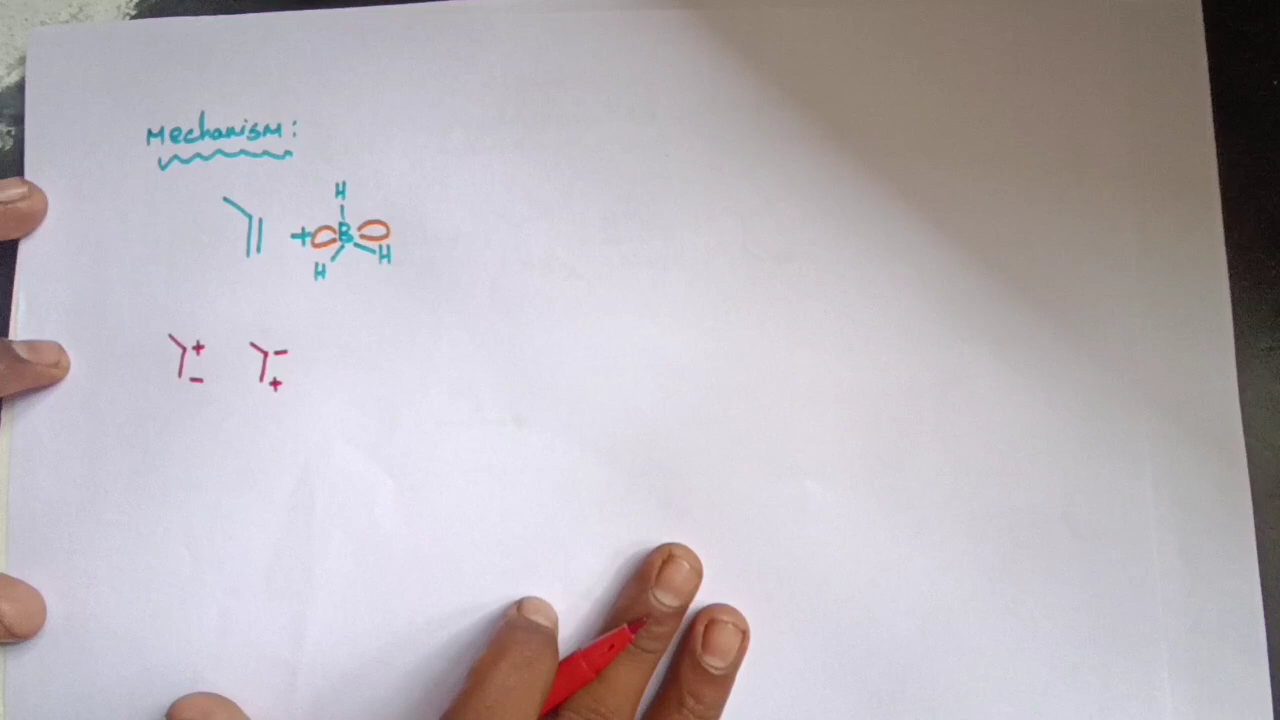 Mechanism:
H
+ B
H H
+ -
- +